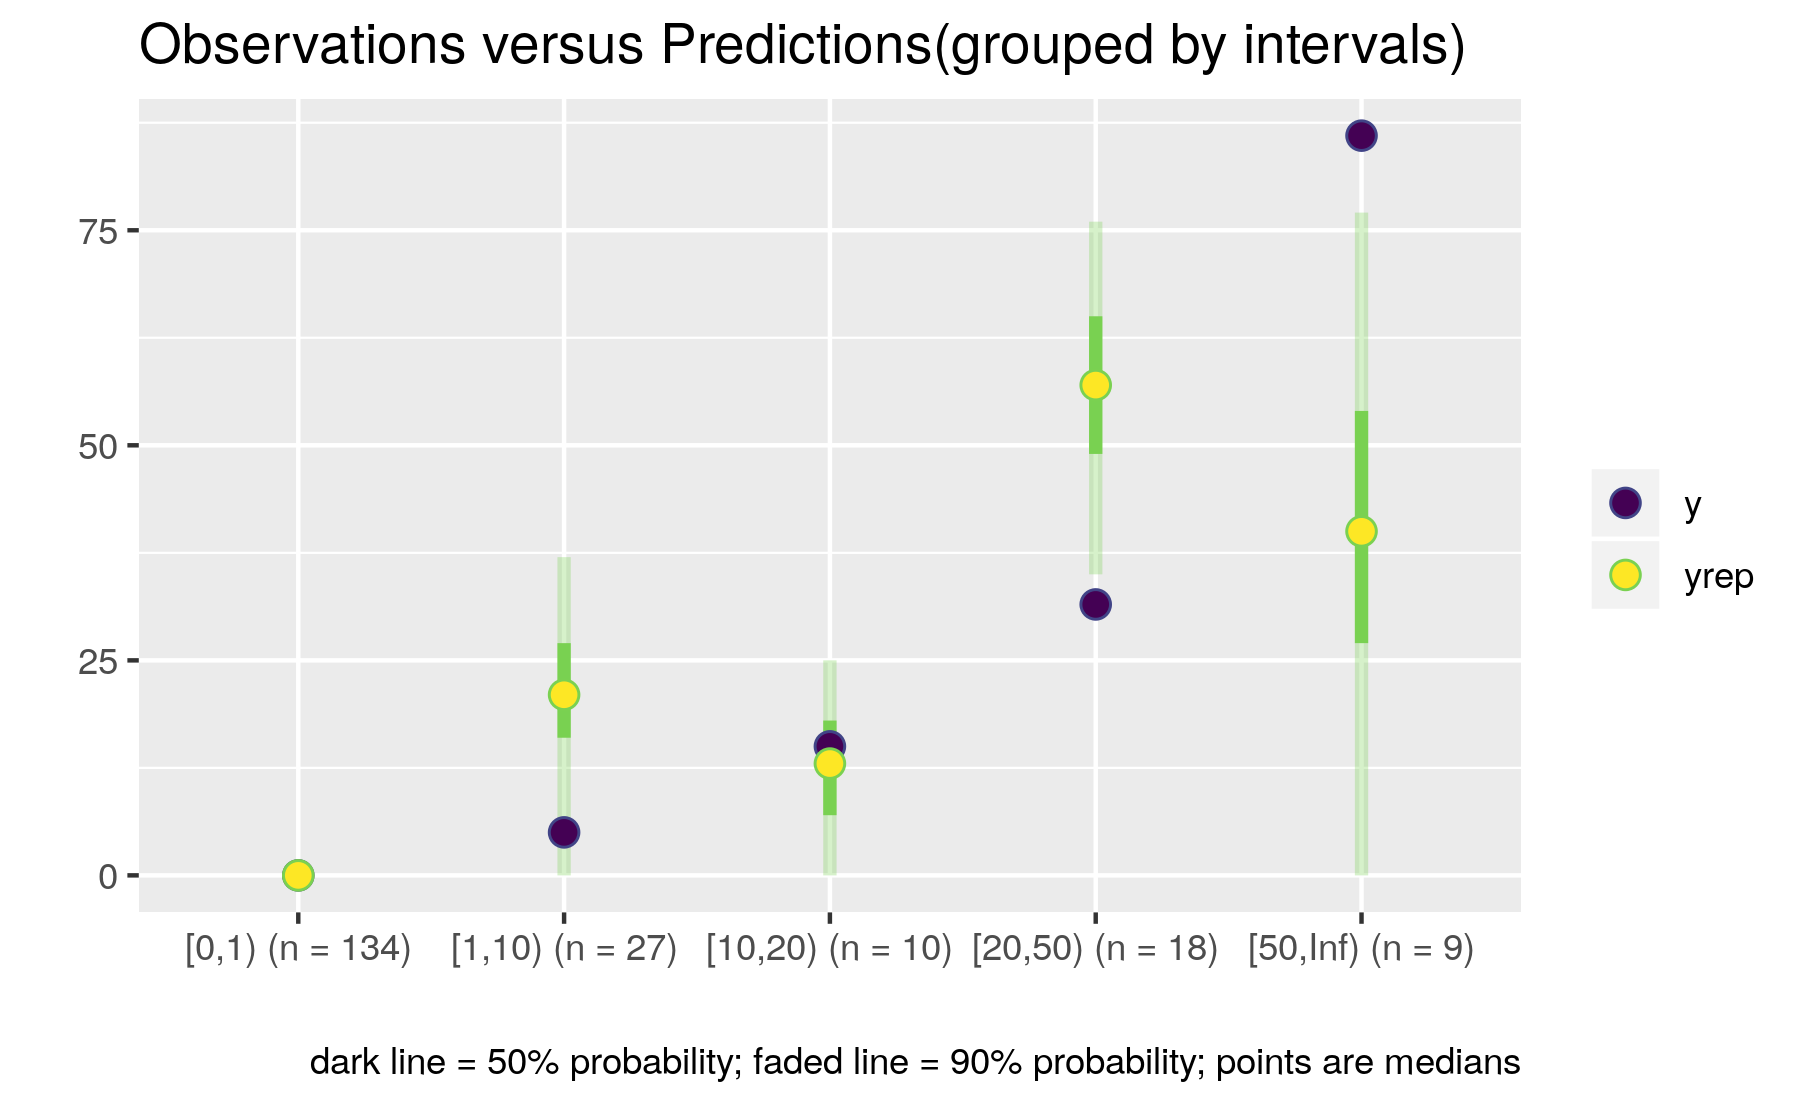 Observations versus Predictions(grouped by intervals)
75
50
25
0
[0,1) (n = 134)
[1,10) (n = 27)
[10,20) (n = 10)
[20,50) (n = 18)
[50,Inf) (n = 9)
y
yrep
dark line = 50% probability; faded line = 90% probability; points are medians